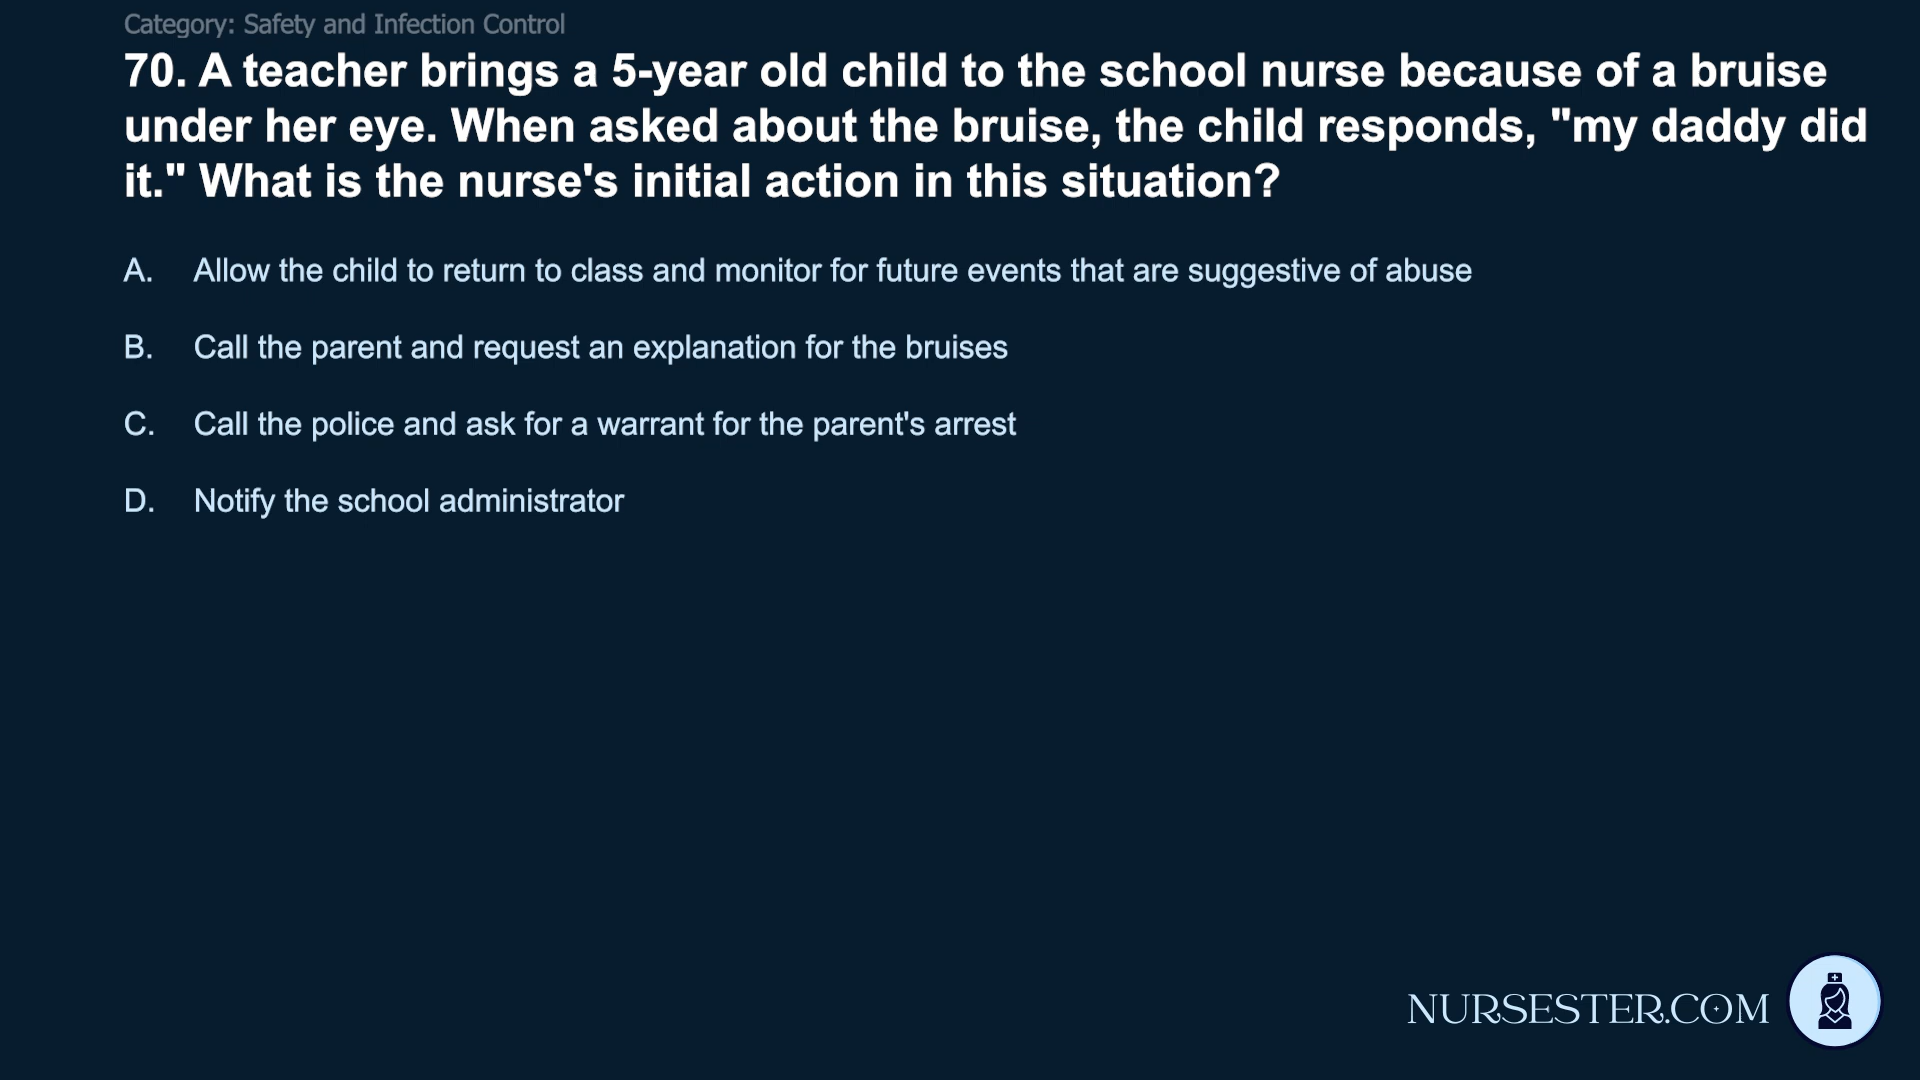 Category: Safety and Infection Control
70. A teacher brings a 5-year old child to the school nurse because of a bruise
under her eye. When asked about the bruise, the child responds, "my daddy did
it." What is the nurse's initial action in this situation?
A. Allow the child to return to class and monitor for future events that are suggestive of abuse
B. Call the parent and request an explanation for the bruises
C. Call the police and ask for a warrant for the parent's arrest
D. Notify the school administrator
NURSESTER.COM